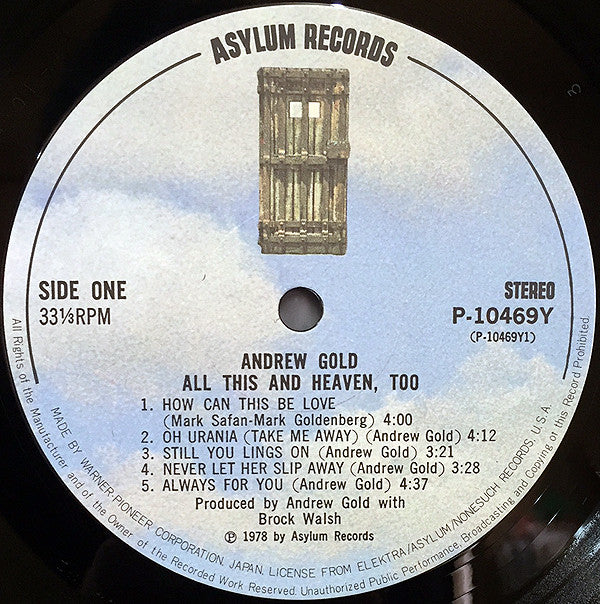 ASYLUM RECORDS
SIDE ONE
33⅓RPM
STEREO
P-10469Y
(P-10469Y1)
ANDREW GOLD
ALL THIS AND HEAVEN, TOO
1. HOW CAN THIS BE LOVE
(Mark Safan-Mark Goldenberg) 4:00
2. OH URANIA (TAKE ME AWAY) (Andrew Gold) 4:12
3. STILL YOU LINGS ON (Andrew Gold) 3:21
4. NEVER LET HER SLIP AWAY (Andrew Gold) 3:28
5. ALWAYS FOR YOU (Andrew Gold) 4:37
Produced by Andrew Gold with
Brock Walsh
Ⓟ 1978 by Asylum Records
MADE BY WARNER-PIONEER CORPORATION, JAPAN. LICENSE FROM ELEKTRA/ASYLUM/NONESUCH RECORDS, U.S.A.
All Rights of the Manufacturer and of the Owner of the Recorded Work Reserved. Unauthorized Public Performance, Broadcasting and Copying of this Record Prohibited.